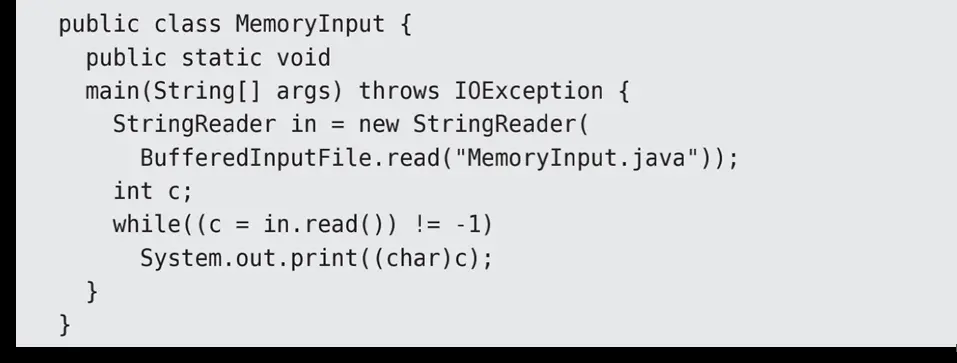 public class MemoryInput {
public static void
main(String[] args) throws IOException {
StringReader in = new StringReader(
BufferedInputFile.read("MemoryInput.java"));
int c;
while((c = in.read()) != -1)
System.out.print((char)c);
}
}